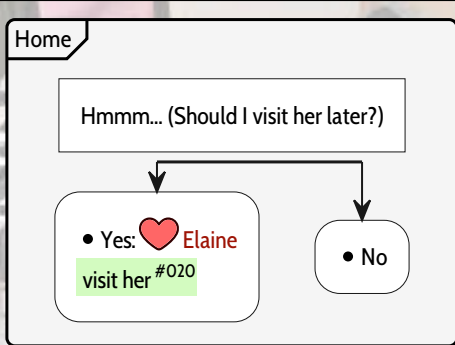 Home
Hmmm... (Should I visit her later?)
• Yes: Elaine
visit her #020
• No